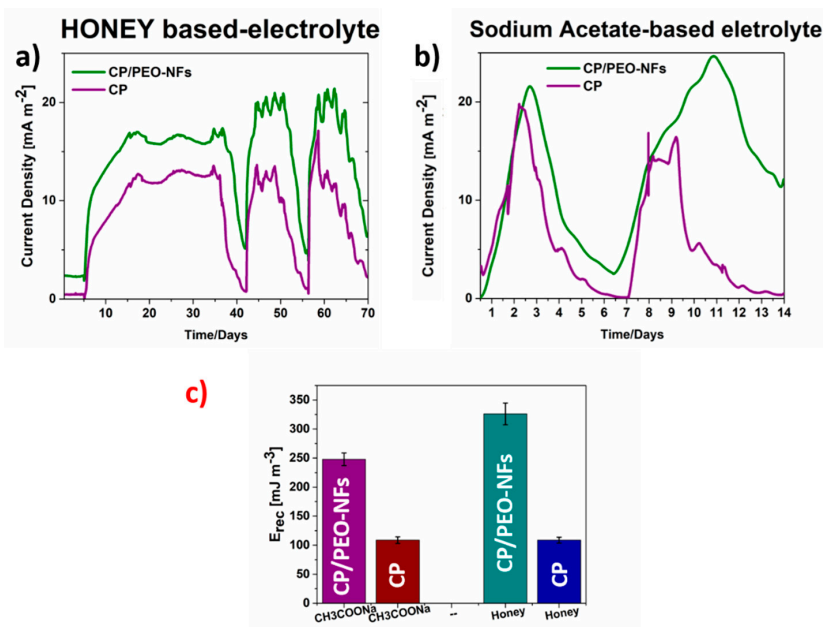 HONEY based-electrolyte
a)
CP/PEO-NFs
CP
Current Density [mA m-2]
20
10
0
10 20 30 40 50 60 70
Time/Days
Sodium Acetate-based eletrolyte
b)
CP/PEO-NFs
CP
Current Density [mA m-2]
20
10
0
1 2 3 4 5 6 7 8 9 10 11 12 13 14
Time/Days
c)
Erec [mJ m-3]
350
300
250
200
150
100
50
0
CP/PEO-NFs
CP
CP/PEO-NFs
CP
CH3COONa CH3COONa -- Honey Honey